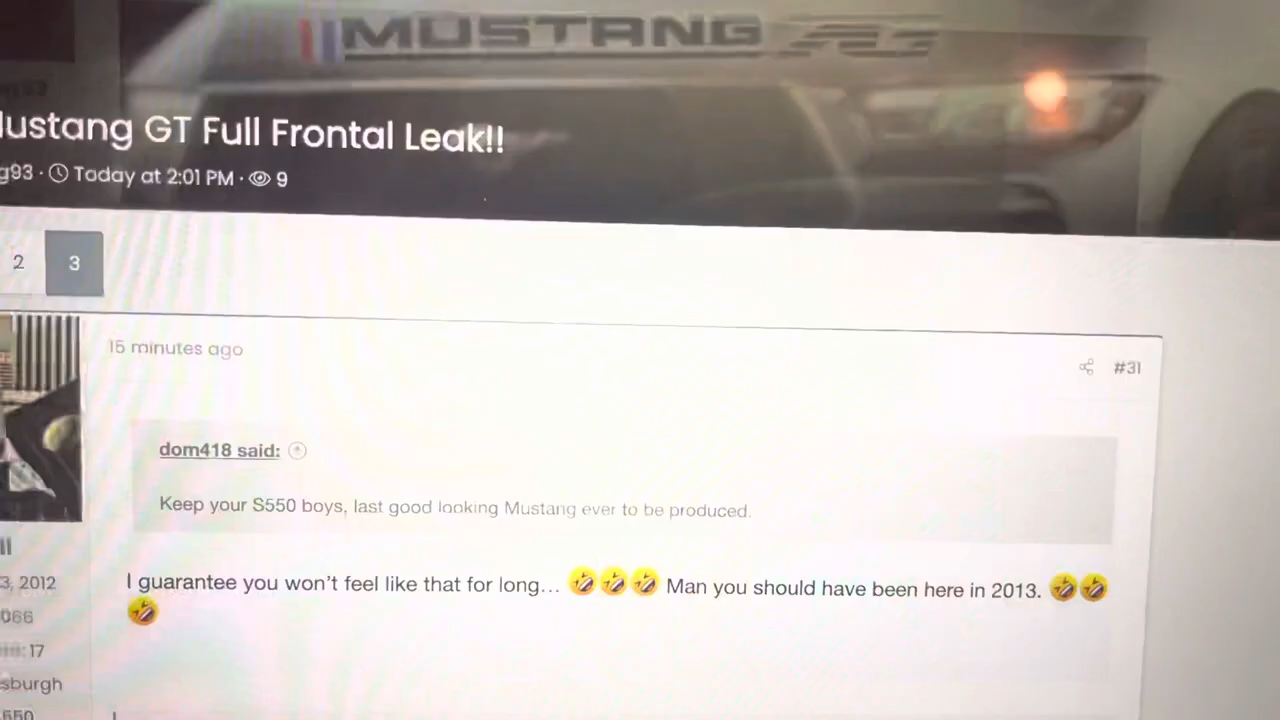 MUSTANG
Mustang GT Full Frontal Leak!!
g93 · Today at 2:01 PM · 9
2 3
15 minutes ago
#31
dom418 said:
Keep your S550 boys, last good looking Mustang ever to be produced.
I guarantee you won't feel like that for long... 🤣🤣🤣 Man you should have been here in 2013. 🤣🤣
🤣
3, 2012
066
: 17
sburgh
550